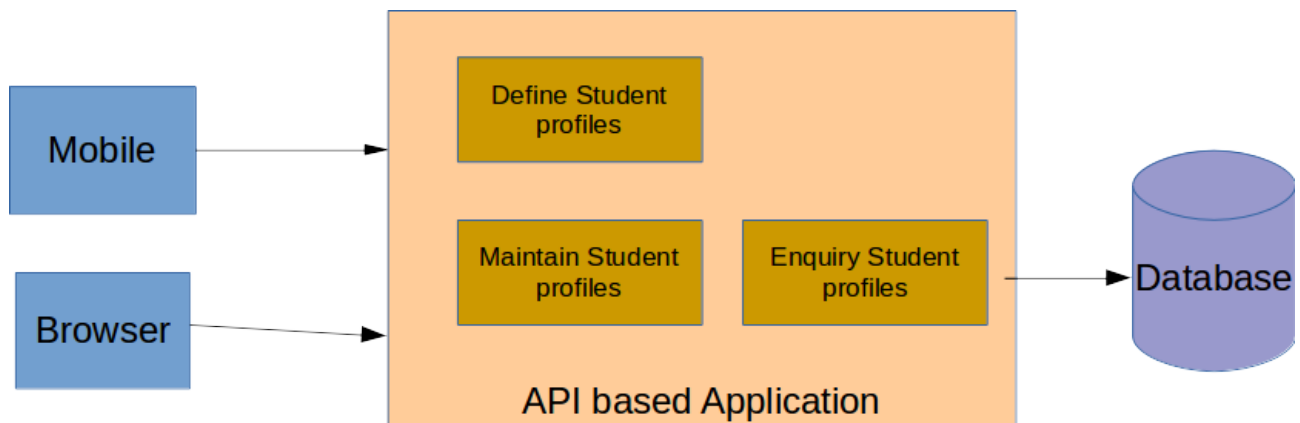 Mobile
Browser
Define Student
profiles
Maintain Student
profiles
Enquiry Student
profiles
API based Application
Database